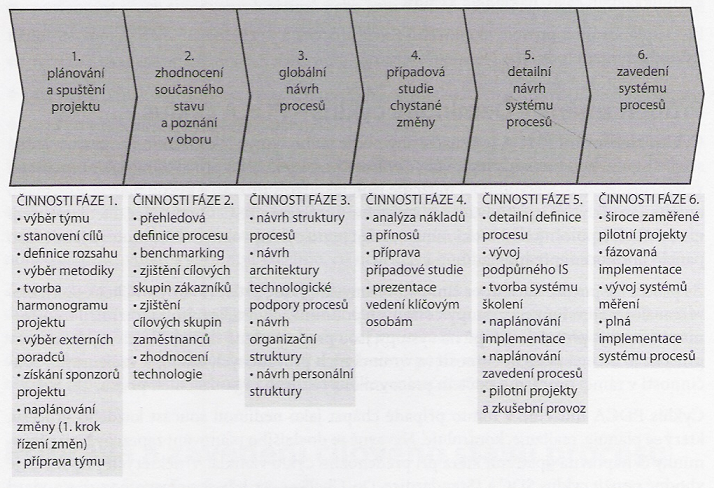 1.
plánování
a spuštění
projektu
2.
zhodnocení
současného
stavu
a poznání
v oboru
3.
globální
návrh
procesů
4.
případová
studie
chystané
změny
5.
detailní
návrh
systému
procesů
6.
zavedení
systému
procesů
ČINNOSTI FÁZE 1.
• výběr týmu
• stanovení cílů
• definice rozsahu
• výběr metodiky
• tvorba
harmonogramu
projektu
• výběr externích
poradců
• získání sponzorů
projektu
• naplánování
změny (1. krok
řízení změn)
• příprava týmu
ČINNOSTI FÁZE 2.
• přehledová
definice procesu
• benchmarking
• zjištění cílových
skupin zákazníků
• zjištění
cílových skupin
zaměstnanců
• zhodnocení
technologie
ČINNOSTI FÁZE 3.
• návrh struktury
procesů
• návrh
architektury
technologické
podpory procesů
• návrh
organizační
struktury
• návrh personální
struktury
ČINNOSTI FÁZE 4.
• analýza nákladů
a přínosů
• příprava
případové studie
• prezentace
vedení klíčovým
osobám
ČINNOSTI FÁZE 5.
• detailní definice
procesu
• vývoj
podpůrného IS
• tvorba systému
školení
• naplánování
implementace
• naplánování
zavedení procesů
• pilotní projekty
a zkušební provoz
ČINNOSTI FÁZE 6.
• široce zaměřené
pilotní projekty
• fázovaná
implementace
• vývoj systémů
měření
• plná
implementace
systému procesů